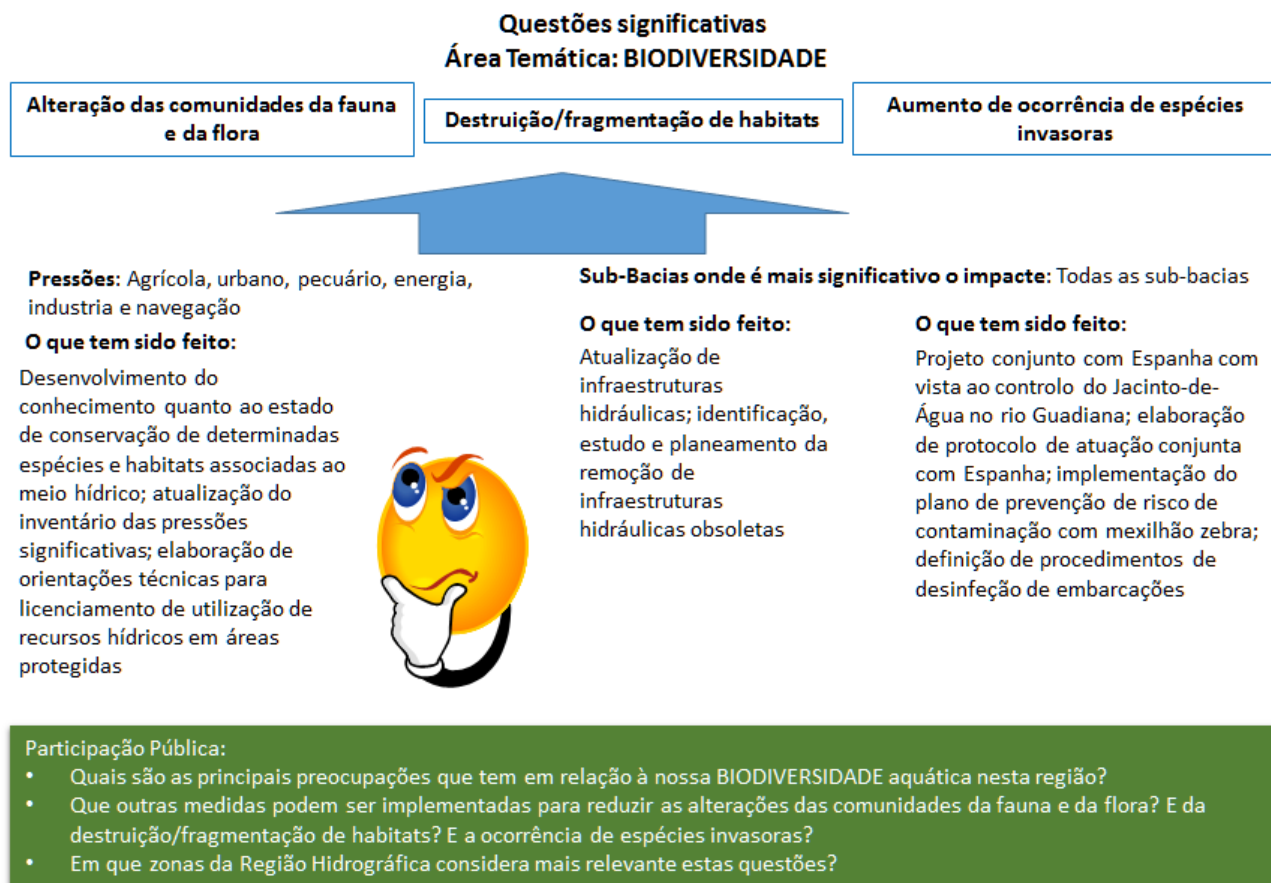 Questões significativas
Área Temática: BIODIVERSIDADE
Alteração das comunidades da fauna
e da flora
Destruição/fragmentação de habitats
Aumento de ocorrência de espécies
invasoras
Pressões: Agrícola, urbano, pecuário, energia,
industria e navegação
O que tem sido feito:
Desenvolvimento do
conhecimento quanto ao estado
de conservação de determinadas
espécies e habitats associadas ao
meio hídrico; atualização do
inventário das pressões
significativas; elaboração de
orientações técnicas para
licenciamento de utilização de
recursos hídricos em áreas
protegidas
Sub-Bacias onde é mais significativo o impacte: Todas as sub-bacias
O que tem sido feito:
Atualização de
infraestruturas
hidráulicas; identificação,
estudo e planeamento da
remoção de
infraestruturas
hidráulicas obsoletas
O que tem sido feito:
Projeto conjunto com Espanha com
vista ao controlo do Jacinto-de-
Água no rio Guadiana; elaboração
de protocolo de atuação conjunta
com Espanha; implementação do
plano de prevenção de risco de
contaminação com mexilhão zebra;
definição de procedimentos de
desinfeção de embarcações
Participação Pública:
• Quais são as principais preocupações que tem em relação à nossa BIODIVERSIDADE aquática nesta região?
• Que outras medidas podem ser implementadas para reduzir as alterações das comunidades da fauna e da flora? E da
destruição/fragmentação de habitats? E a ocorrência de espécies invasoras?
• Em que zonas da Região Hidrográfica considera mais relevante estas questões?